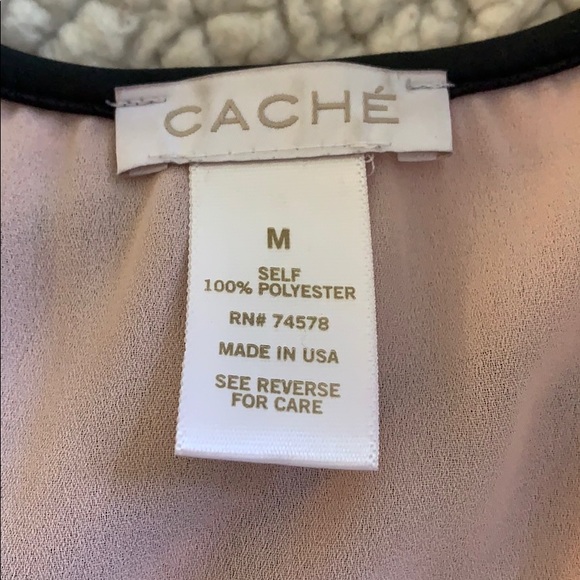 CACHÉ
M
SELF
100% POLYESTER
RN# 74578
MADE IN USA
SEE REVERSE
FOR CARE